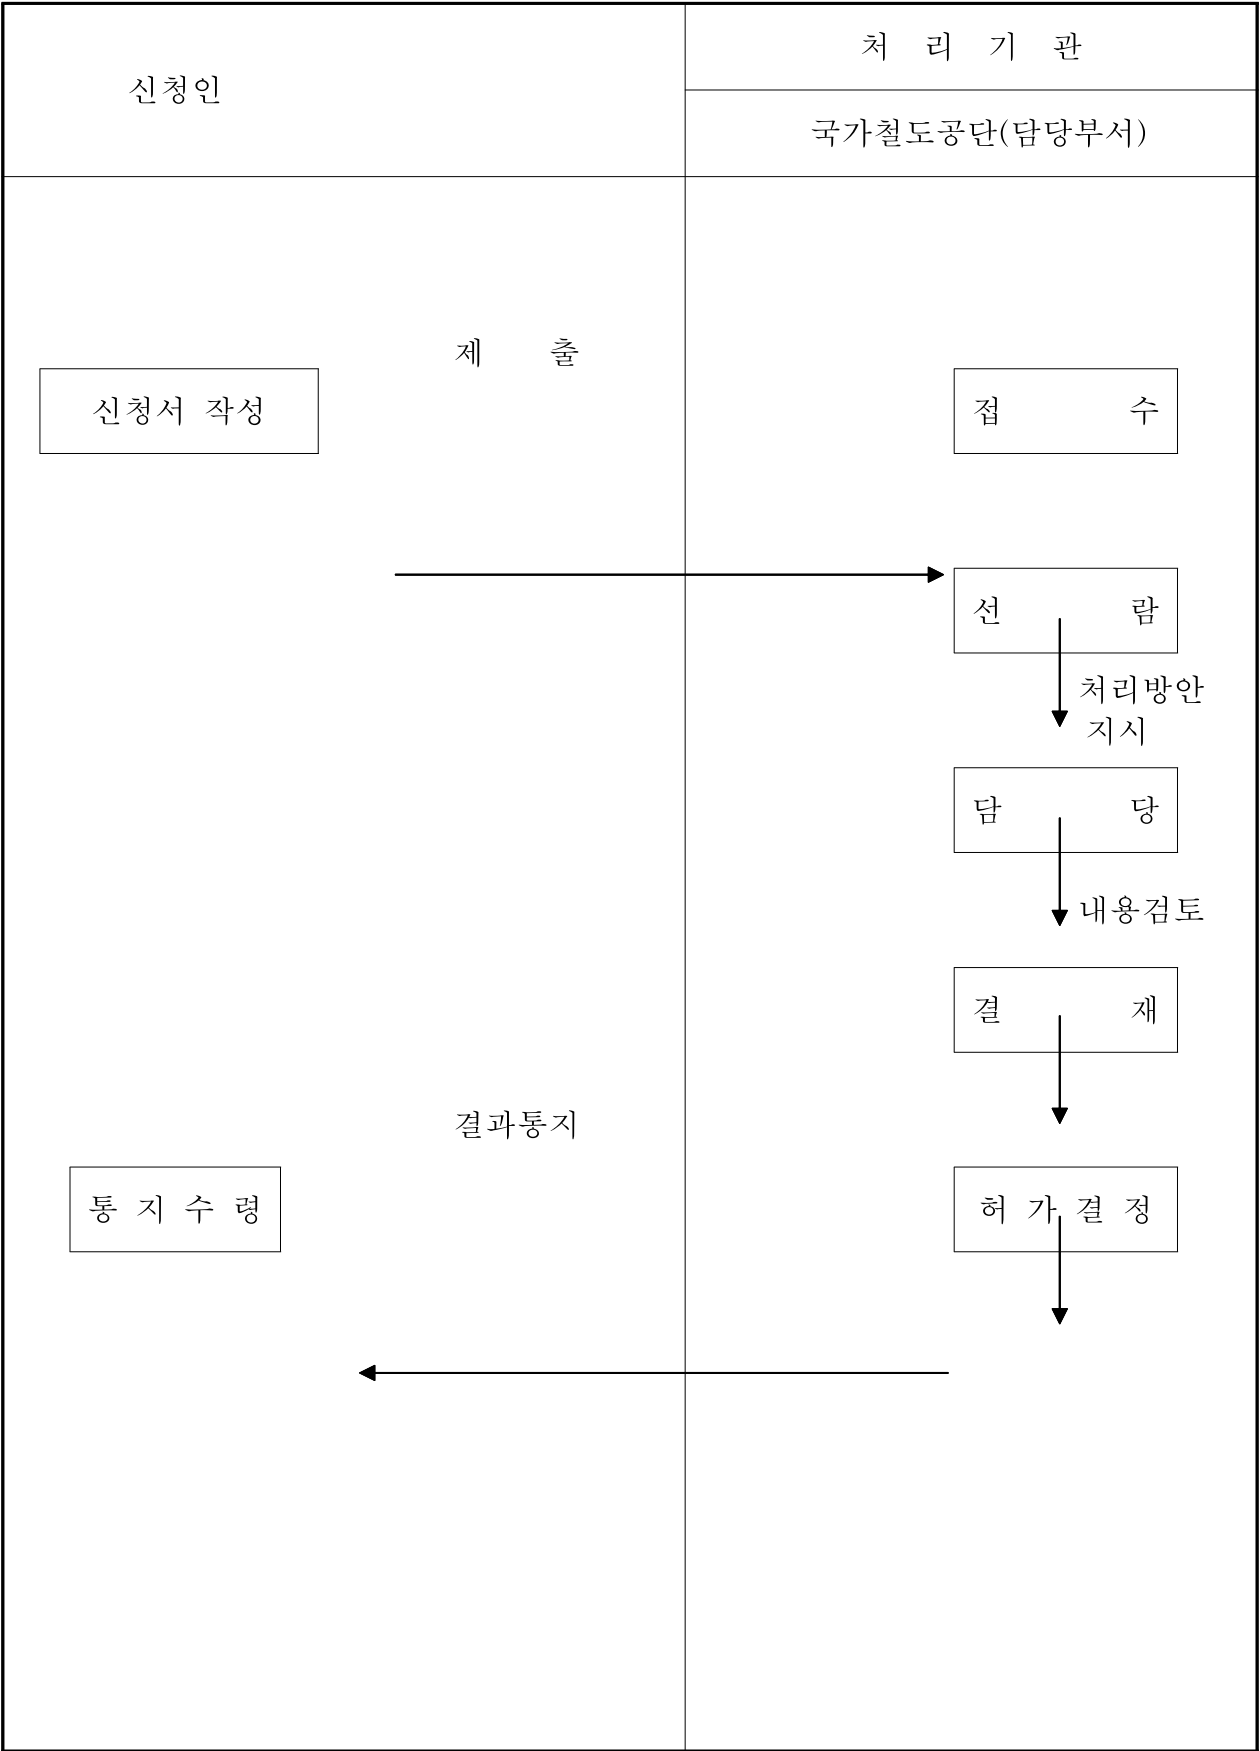 신청인
처 리 기 관
국가철도공단(담당부서)
제 출
신청서 작성
접 수
선 람
처리방안
지시
담 당
내용검토
결 재
결과통지
통 지 수 령
허 가 결 정